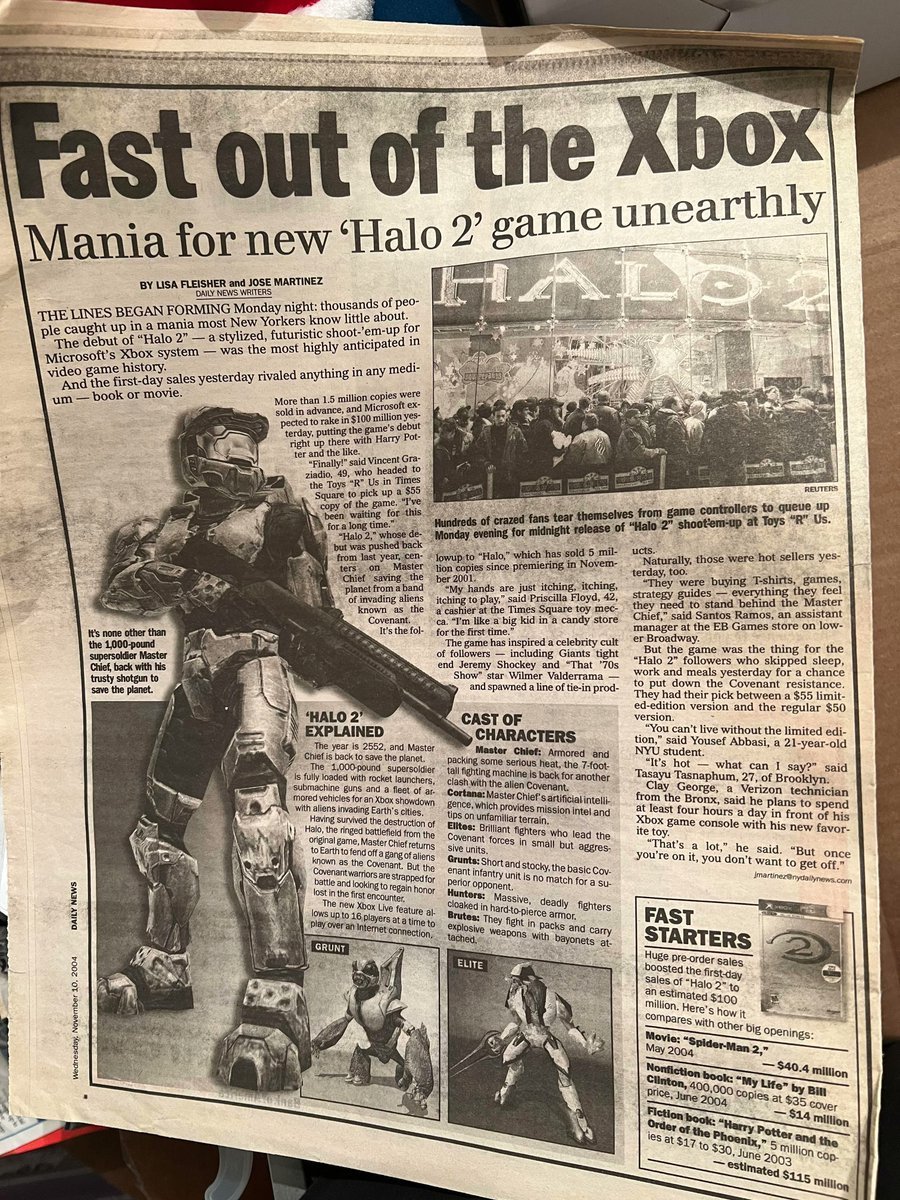 Fast out of the Xbox
Mania for new ‘Halo 2’ game unearthly
BY LISA FLEISHER and JOSE MARTINEZ
DAILY NEWS WRITERS
THE LINES BEGAN FORMING Monday night: thousands of peo-
ple caught up in a mania most New Yorkers know little about.
The debut of “Halo 2” — a stylized, futuristic shoot-’em-up for
Microsoft’s Xbox system — was the most highly anticipated in
video game history.
And the first-day sales yesterday rivaled anything in any medi-
um — book or movie.
More than 1.5 million copies were
sold in advance, and Microsoft ex-
pected to rake in $100 million yes-
terday, putting the game’s debut
right up there with Harry Pot-
ter and the like.
“Finally!” said Vincent Gra-
ziadio, 49, who headed to
the Toys “R” Us in Times
Square to pick up a $55
copy of the game. “I’ve
been waiting for this
for a long time.”
“Halo 2,” whose de-
but was pushed back
from last year, cen-
ters on Master
Chief saving the
planet from a band
of invading aliens
known as the
Covenant.
It’s the fol-
It’s none other than
the 1,000-pound
supersoldier Master
Chief, back with his
trusty shotgun to
save the planet.
HALO 2
REUTERS
Hundreds of crazed fans tear themselves from game controllers to queue up
Monday evening for midnight release of “Halo 2” shoot’em-up at Toys “R” Us.
lowup to “Halo,” which has sold 5 mil-
lion copies since premiering in Novem-
ber 2001.
“My hands are just itching, itching,
itching to play,” said Priscilla Floyd, 42,
a cashier at the Times Square toy mec-
ca. “I’m like a big kid in a candy store
for the first time.”
The game has inspired a celebrity cult
of followers — including Giants tight
end Jeremy Shockey and “That ’70s
Show” star Wilmer Valderrama —
and spawned a line of tie-in prod-
ucts.
Naturally, those were hot sellers yes-
terday, too.
“They were buying T-shirts, games,
strategy guides — everything they feel
they need to stand behind the Master
Chief,” said Santos Ramos, an assistant
manager at the EB Games store on low-
er Broadway.
But the game was the thing for the
“Halo 2” followers who skipped sleep,
work and meals yesterday for a chance
to put down the Covenant resistance.
They had their pick between a $55 limit-
ed-edition version and the regular $50
version.
“You can’t live without the limited edi-
tion,” said Yousef Abbasi, a 21-year-old
NYU student.
“It’s hot — what can I say?” said
Tasayu Tasnaphum, 27, of Brooklyn.
Clay George, a Verizon technician
from the Bronx, said he plans to spend
at least four hours a day in front of his
Xbox game console with his new favor-
ite toy.
“That’s a lot,” he said. “But once
you’re on it, you don’t want to get off.”
jmartinez@nydailynews.com
‘HALO 2’
EXPLAINED
The year is 2552, and Master
Chief is back to save the planet.
The 1,000-pound supersoldier
is fully loaded with rocket launchers,
submachine guns and a fleet of ar-
mored vehicles for an Xbox showdown
with aliens invading Earth’s cities.
Having survived the destruction of
Halo, the ringed battlefield from the
original game, Master Chief returns
to Earth to fend off a gang of aliens
known as the Covenant. But the
Covenant warriors are strapped for
battle and looking to regain honor
lost in the first encounter.
The new Xbox Live feature al-
lows up to 16 players at a time to
play over an Internet connection.
CAST OF
CHARACTERS
Master Chief: Armored and
packing some serious heat, the 7-foot-
tall fighting machine is back for another
clash with the alien Covenant.
Cortana: Master Chief’s artificial intelli-
gence, which provides mission intel and
tips on unfamiliar terrain.
Elites: Brilliant fighters who lead the
Covenant forces in small but aggres-
sive units.
Grunts: Short and stocky, the basic Cov-
enant infantry unit is no match for a su-
perior opponent.
Hunters: Massive, deadly fighters
cloaked in hard-to-pierce armor.
Brutes: They fight in packs and carry
explosive weapons with bayonets at-
tached.
GRUNT
ELITE
FAST
STARTERS
Huge pre-order sales
boosted the first-day
sales of “Halo 2” to
an estimated $100
million. Here’s how it
compares with other big openings:
Movie: “Spider-Man 2,”
May 2004
— $40.4 million
Nonfiction book: “My Life” by Bill
Clinton, 400,000 copies at $35 cover
price, June 2004
— $14 million
Fiction book: “Harry Potter and the
Order of the Phoenix,” 5 million cop-
ies at $17 to $30, June 2003
— estimated $115 million
2
DAILY NEWS
Wednesday, November 10, 2004